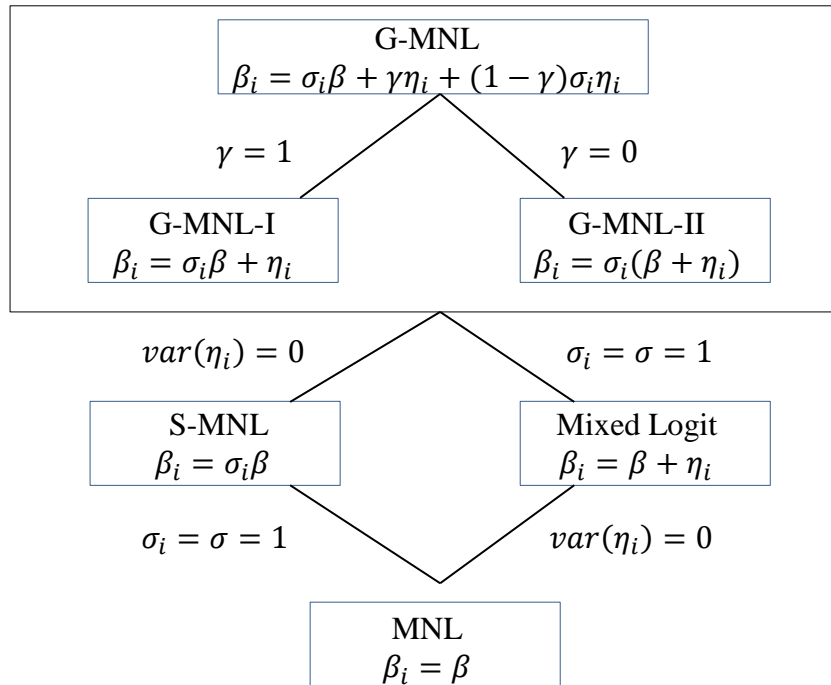 G-MNL
𝛽𝑖 = 𝜎𝑖𝛽 + 𝛾𝜂𝑖 + (1 − 𝛾)𝜎𝑖𝜂𝑖
𝛾 = 1
𝛾 = 0
G-MNL-I
𝛽𝑖 = 𝜎𝑖𝛽 + 𝜂𝑖
G-MNL-II
𝛽𝑖 = 𝜎𝑖(𝛽 + 𝜂𝑖)
𝑣𝑎𝑟(𝜂𝑖) = 0
𝜎𝑖 = 𝜎 = 1
S-MNL
𝛽𝑖 = 𝜎𝑖𝛽
Mixed Logit
𝛽𝑖 = 𝛽 + 𝜂𝑖
𝜎𝑖 = 𝜎 = 1
𝑣𝑎𝑟(𝜂𝑖) = 0
MNL
𝛽𝑖 = 𝛽